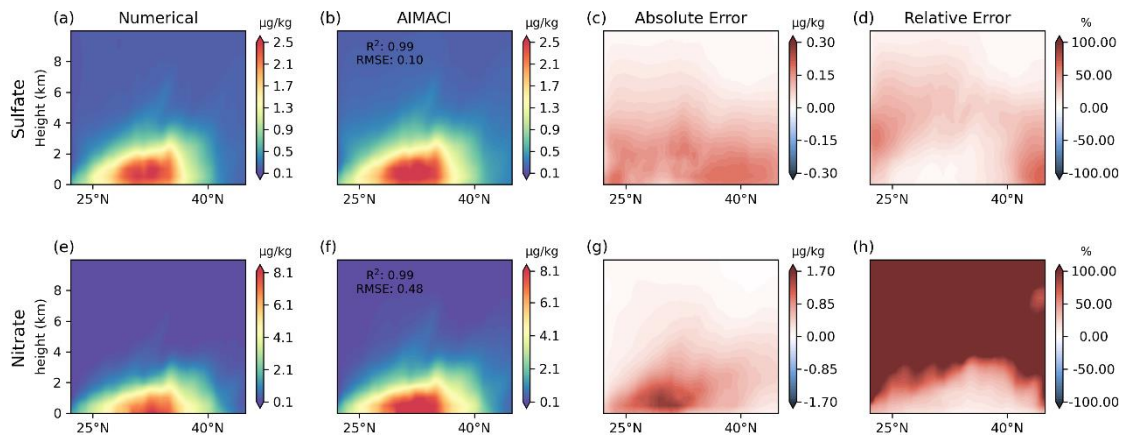 (a) Numerical μg/kg
(b) AIMACI μg/kg
(c) Absolute Error μg/kg
(d) Relative Error %
Sulfate
Height (km)
8
6
4
2
0
25°N 40°N
2.5
2.1
1.7
1.3
0.9
0.5
0.1
R²: 0.99
RMSE: 0.10
25°N 40°N
2.5
2.1
1.7
1.3
0.9
0.5
0.1
25°N 40°N
0.30
0.15
0.00
-0.15
-0.30
25°N 40°N
100.00
50.00
0.00
-50.00
-100.00
(e) μg/kg
(f) μg/kg
(g) μg/kg
(h) %
Nitrate
height (km)
8
6
4
2
0
25°N 40°N
8.1
6.1
4.1
2.1
0.1
R²: 0.99
RMSE: 0.48
25°N 40°N
8.1
6.1
4.1
2.1
0.1
25°N 40°N
1.70
0.85
0.00
-0.85
-1.70
25°N 40°N
100.00
50.00
0.00
-50.00
-100.00